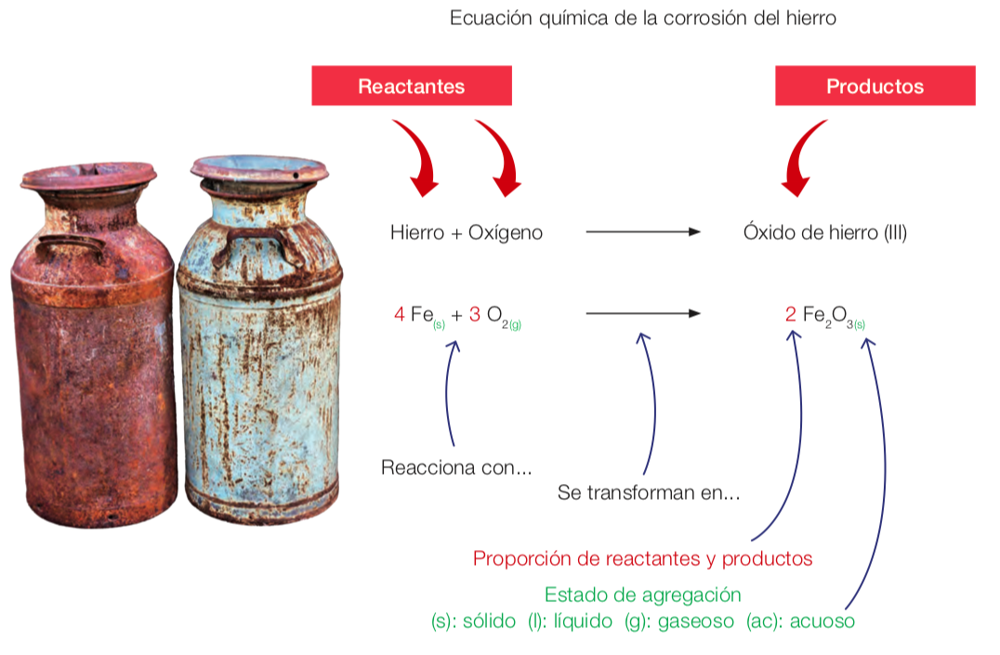 Ecuación química de la corrosión del hierro
Reactantes
Productos
Hierro + Oxígeno
Óxido de hierro (III)
4 Fe(s) + 3 O2(g)
2 Fe2O3(s)
Reacciona con...
Se transforman en...
Proporción de reactantes y productos
Estado de agregación
(s): sólido (l): líquido (g): gaseoso (ac): acuoso